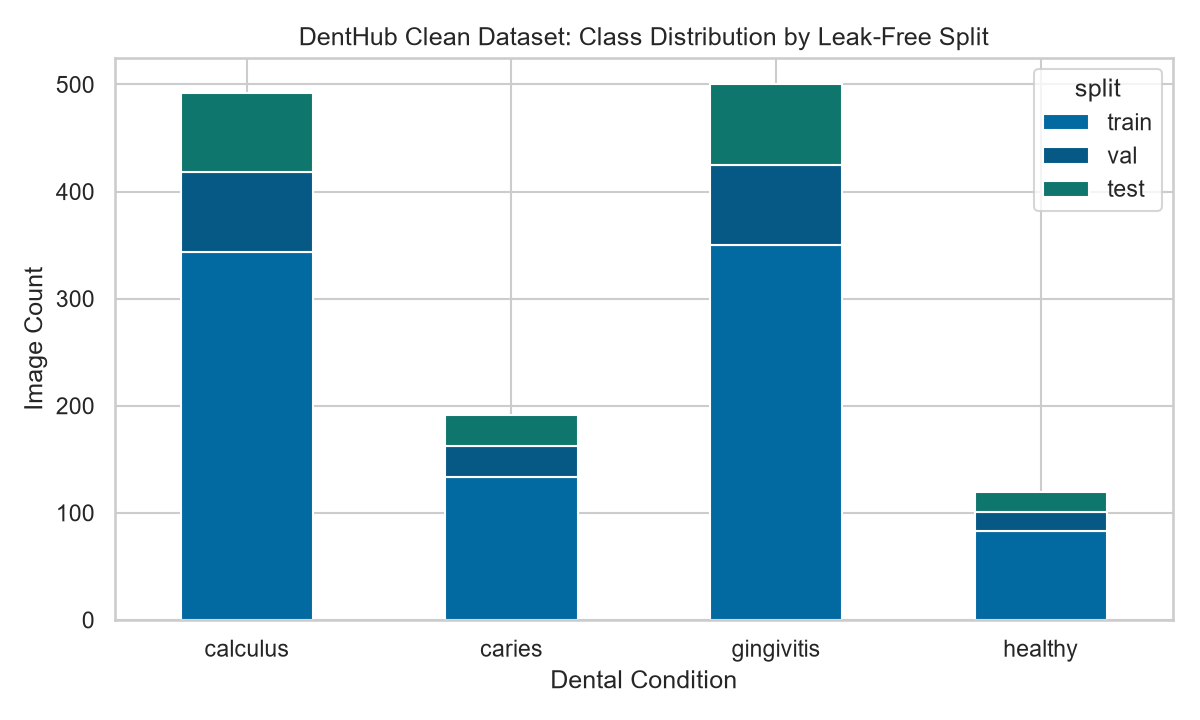 DentHub Clean Dataset: Class Distribution by Leak-Free Split
split
train
val
test
Image Count
500
400
300
200
100
0
calculus
caries
gingivitis
healthy
Dental Condition